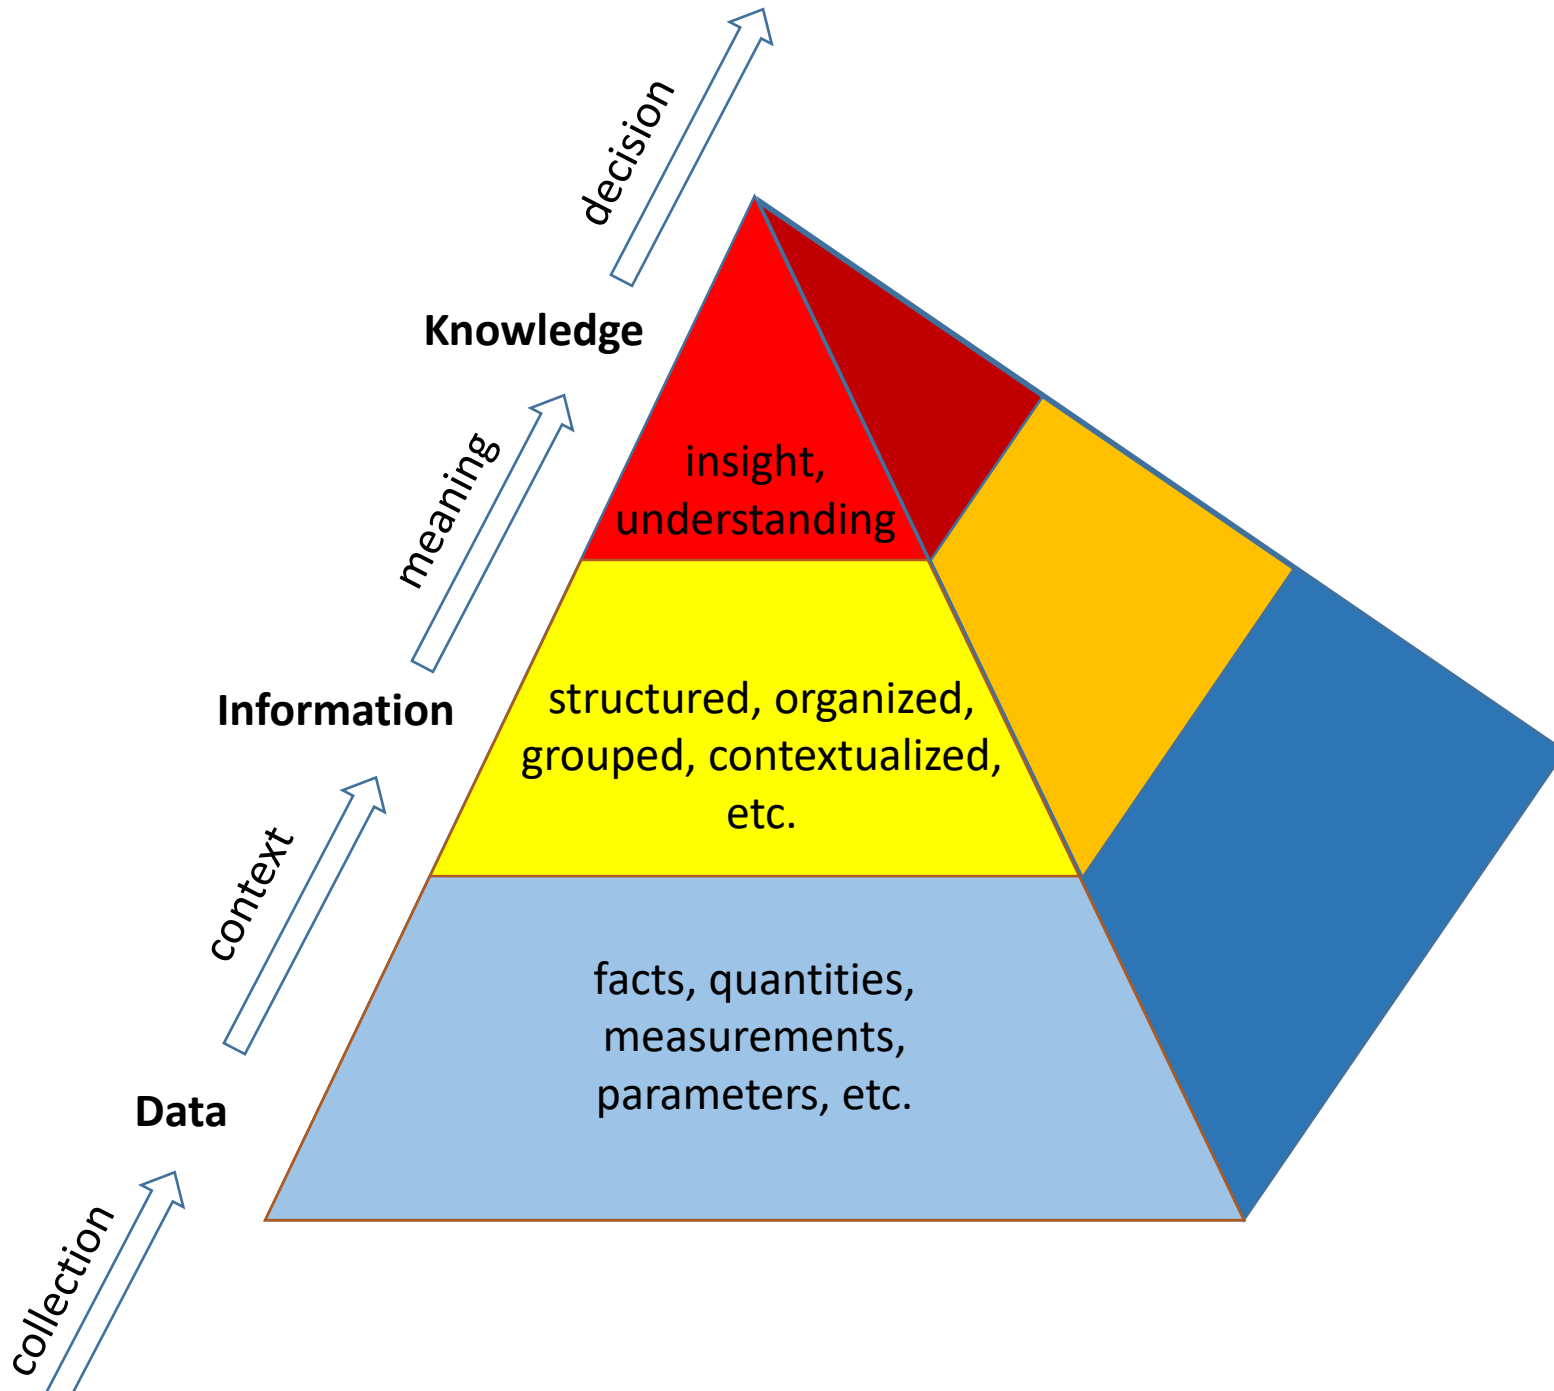 decision
Knowledge
insight,
understanding
meaning
Information
structured, organized,
grouped, contextualized,
etc.
context
facts, quantities,
measurements,
parameters, etc.
Data
collection